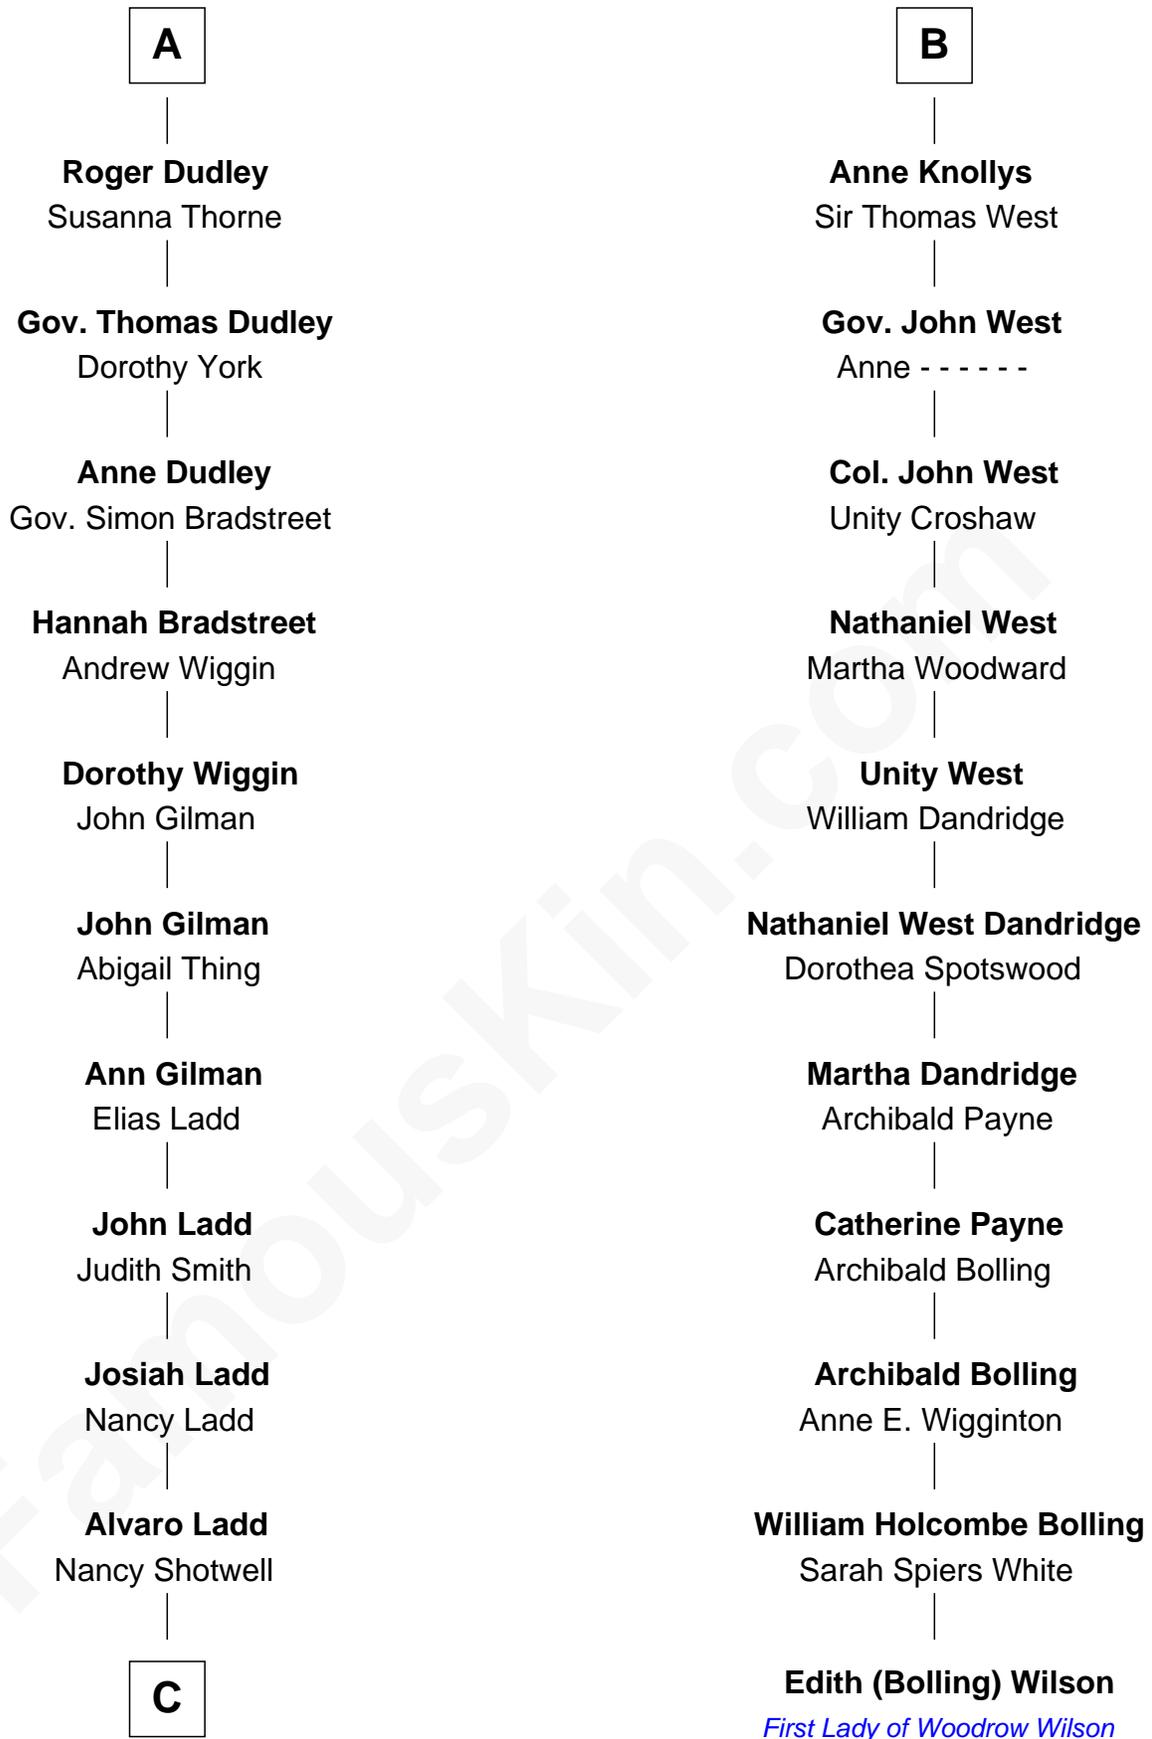 A
Roger Dudley
Susanna Thorne
Gov. Thomas Dudley
Dorothy York
Anne Dudley
Gov. Simon Bradstreet
Hannah Bradstreet
Andrew Wiggin
Dorothy Wiggin
John Gilman
John Gilman
Abigail Thing
Ann Gilman
Elias Ladd
John Ladd
Judith Smith
Josiah Ladd
Nancy Ladd
Alvaro Ladd
Nancy Shotwell
C
B
Anne Knollys
Sir Thomas West
Gov. John West
Anne - - - - - -
Col. John West
Unity Croshaw
Nathaniel West
Martha Woodward
Unity West
William Dandridge
Nathaniel West Dandridge
Dorothea Spotswood
Martha Dandridge
Archibald Payne
Catherine Payne
Archibald Bolling
Archibald Bolling
Anne E. Wigginton
William Holcombe Bolling
Sarah Spiers White
Edith (Bolling) Wilson
First Lady of Woodrow Wilson
FamousKin.com